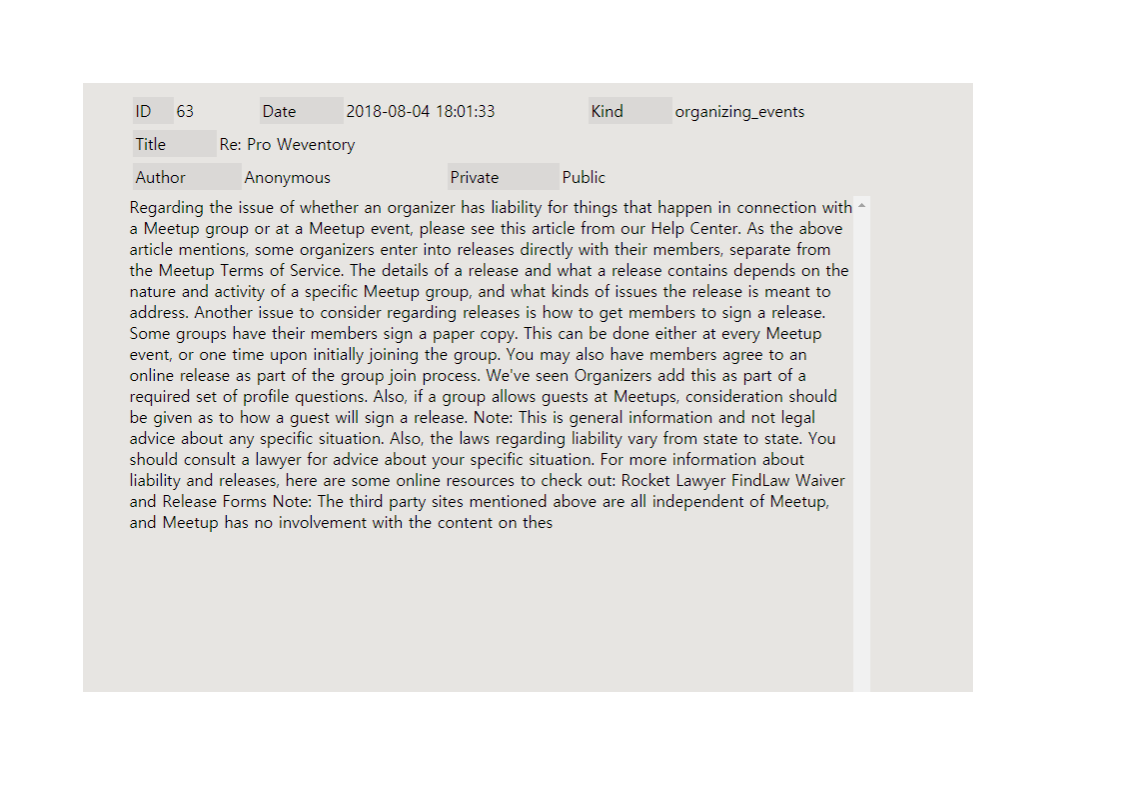 ID 63 Date 2018-08-04 18:01:33 Kind organizing_events
Title Re: Pro Weventory
Author Anonymous Private Public
Regarding the issue of whether an organizer has liability for things that happen in connection with
a Meetup group or at a Meetup event, please see this article from our Help Center. As the above
article mentions, some organizers enter into releases directly with their members, separate from
the Meetup Terms of Service. The details of a release and what a release contains depends on the
nature and activity of a specific Meetup group, and what kinds of issues the release is meant to
address. Another issue to consider regarding releases is how to get members to sign a release.
Some groups have their members sign a paper copy. This can be done either at every Meetup
event, or one time upon initially joining the group. You may also have members agree to an
online release as part of the group join process. We've seen Organizers add this as part of a
required set of profile questions. Also, if a group allows guests at Meetups, consideration should
be given as to how a guest will sign a release. Note: This is general information and not legal
advice about any specific situation. Also, the laws regarding liability vary from state to state. You
should consult a lawyer for advice about your specific situation. For more information about
liability and releases, here are some online resources to check out: Rocket Lawyer FindLaw Waiver
and Release Forms Note: The third party sites mentioned above are all independent of Meetup,
and Meetup has no involvement with the content on thes